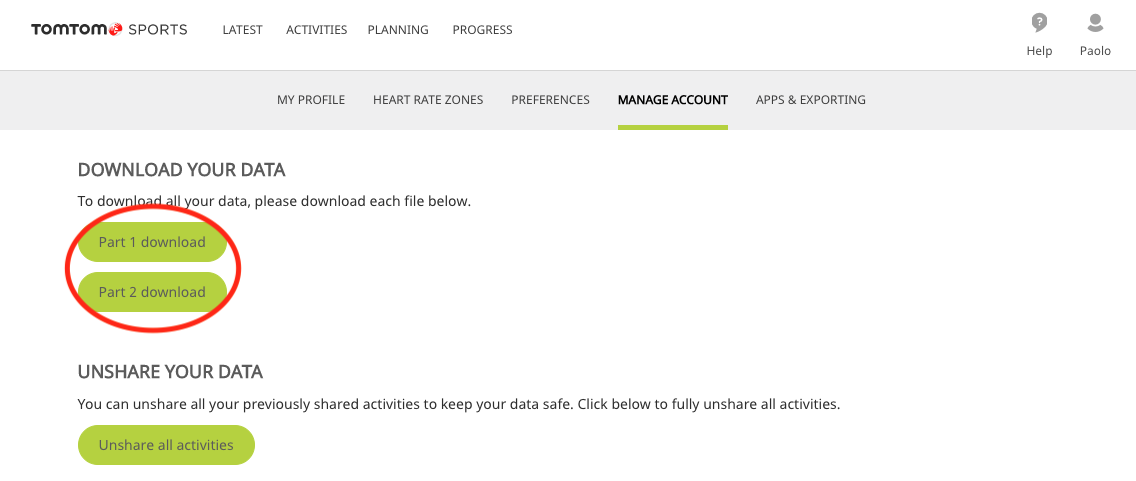 TOMTOM SPORTS LATEST ACTIVITIES PLANNING PROGRESS
?
Help Paolo
MY PROFILE HEART RATE ZONES PREFERENCES MANAGE ACCOUNT APPS & EXPORTING
DOWNLOAD YOUR DATA
To download all your data, please download each file below.
Part 1 download
Part 2 download
UNSHARE YOUR DATA
You can unshare all your previously shared activities to keep your data safe. Click below to fully unshare all activities.
Unshare all activities